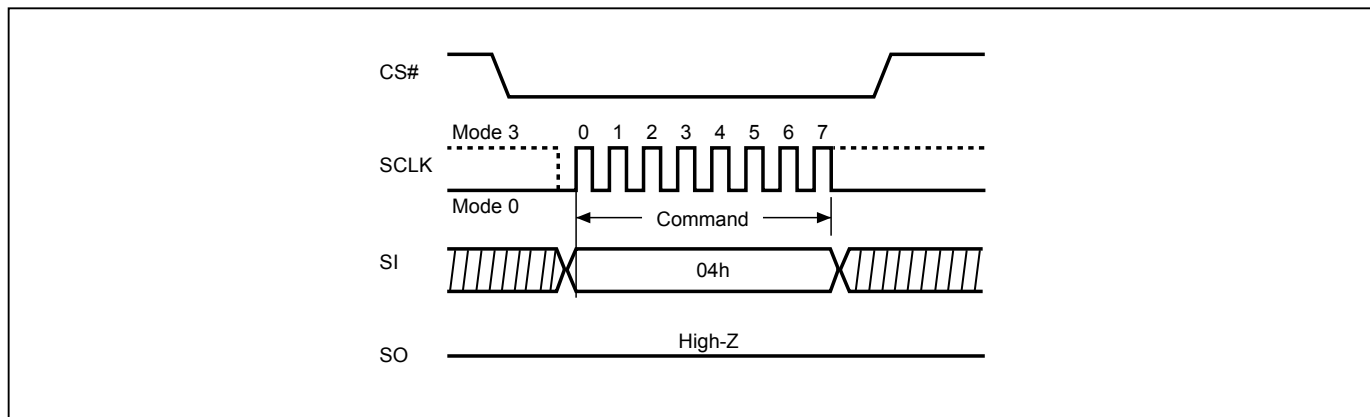 CS#
Mode 3
0 1 2 3 4 5 6 7
SCLK
Mode 0
Command
SI
04h
High-Z
SO